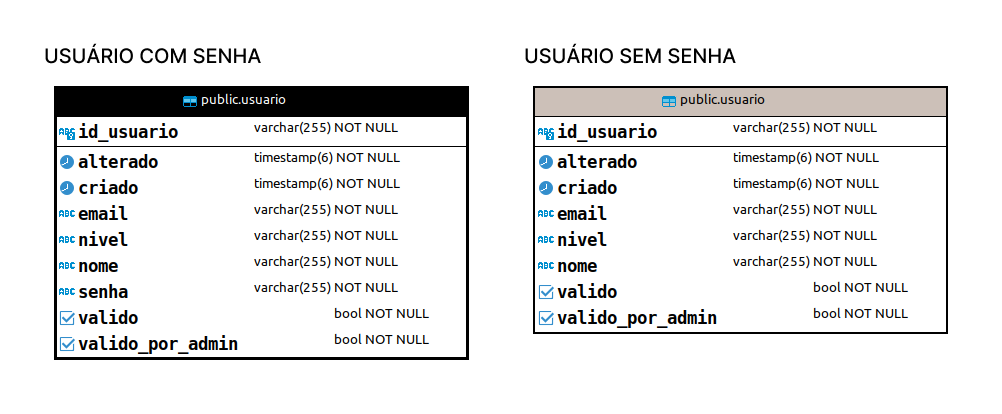 USUÁRIO COM SENHA
public.usuario
id_usuario varchar(255) NOT NULL
alterado timestamp(6) NOT NULL
criado timestamp(6) NOT NULL
email varchar(255) NOT NULL
nivel varchar(255) NOT NULL
nome varchar(255) NOT NULL
senha varchar(255) NOT NULL
valido bool NOT NULL
valido_por_admin bool NOT NULL
USUÁRIO SEM SENHA
public.usuario
id_usuario varchar(255) NOT NULL
alterado timestamp(6) NOT NULL
criado timestamp(6) NOT NULL
email varchar(255) NOT NULL
nivel varchar(255) NOT NULL
nome varchar(255) NOT NULL
valido bool NOT NULL
valido_por_admin bool NOT NULL